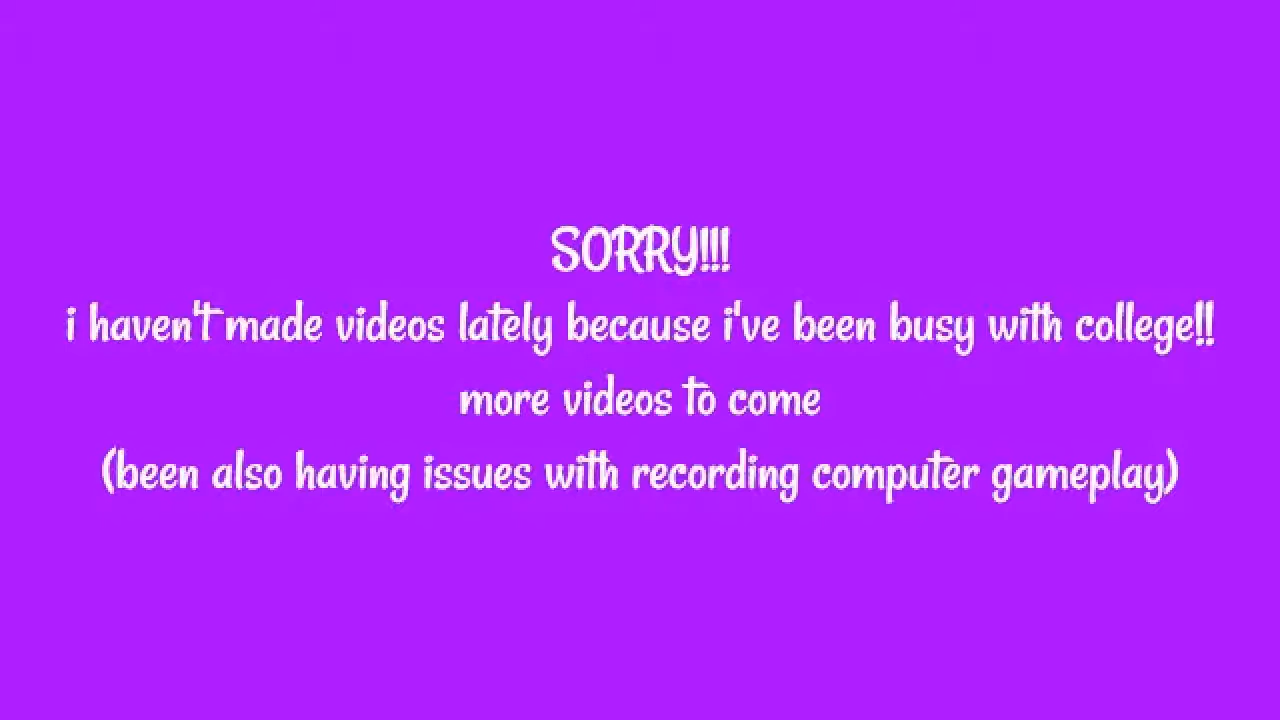 SORRY!!!
i haven't made videos lately because i've been busy with college!!
more videos to come
(been also having issues with recording computer gameplay)